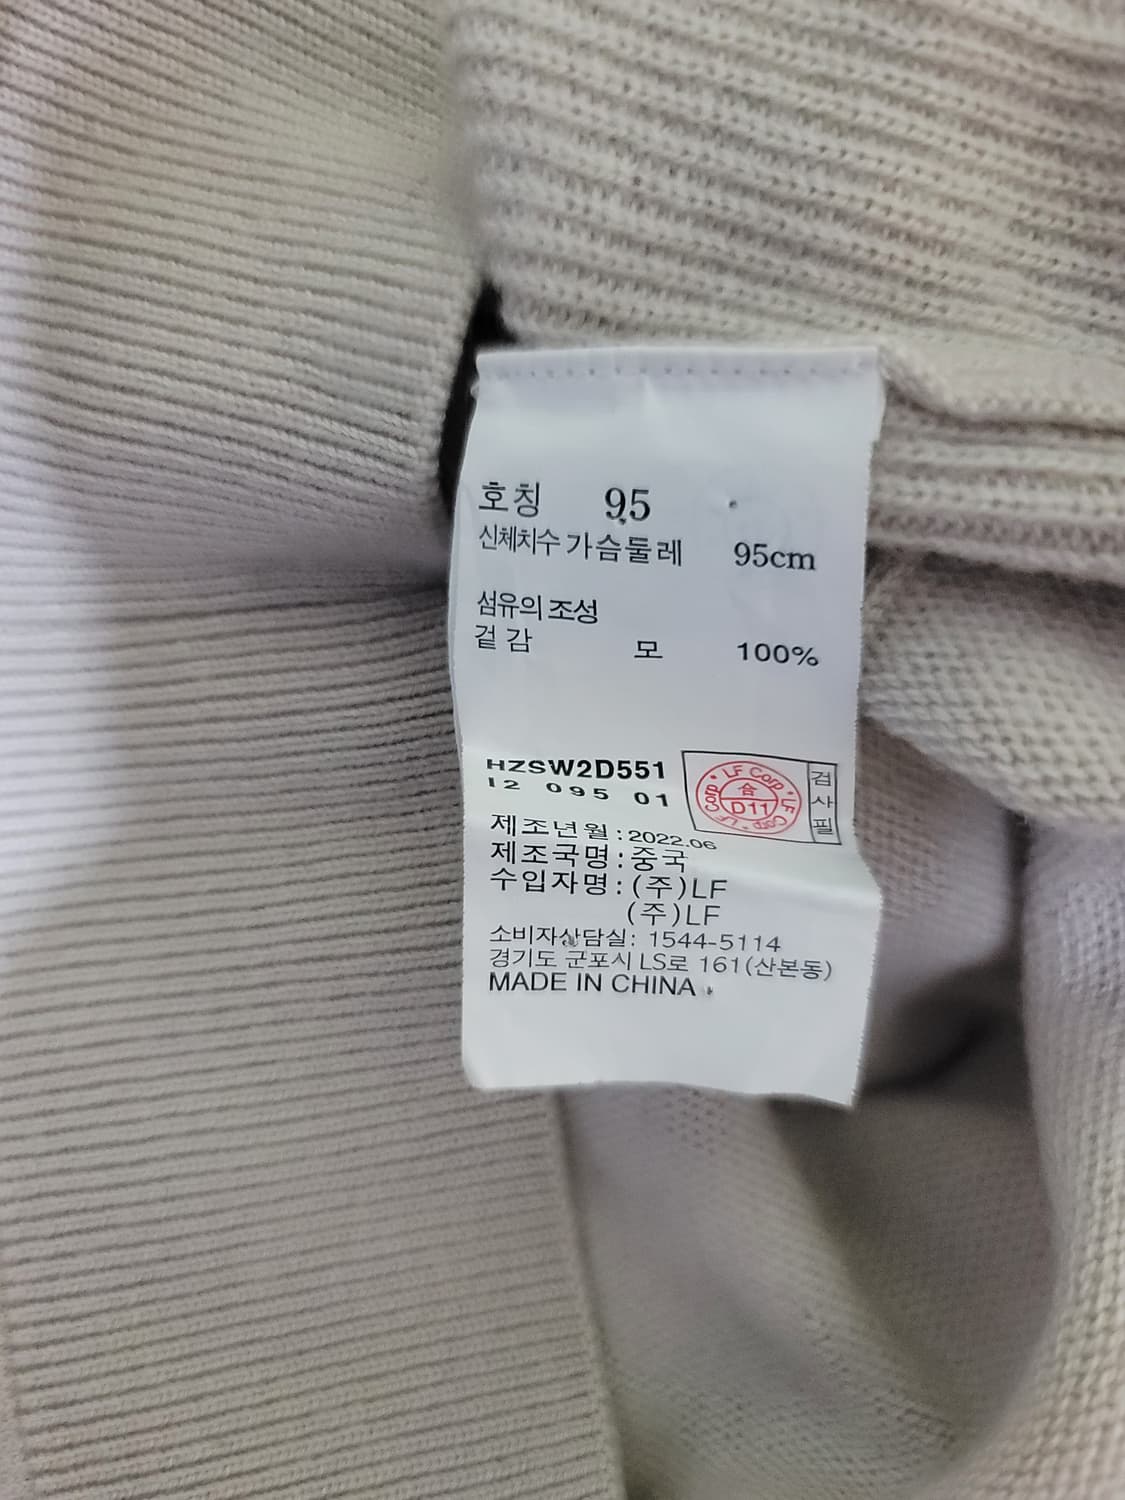 호칭 95
신체치수 가슴둘레 95cm
섬유의 조성
겉감 모 100%
HZSW2D551
12 095 01
LF Corp · LF Corp · LF Corp
合
D11
검사필
제조년월 : 2022.06
제조국명 : 중국
수입자명 : (주)LF
(주)LF
소비자상담실: 1544-5114
경기도 군포시 LS로 161(산본동)
MADE IN CHINA